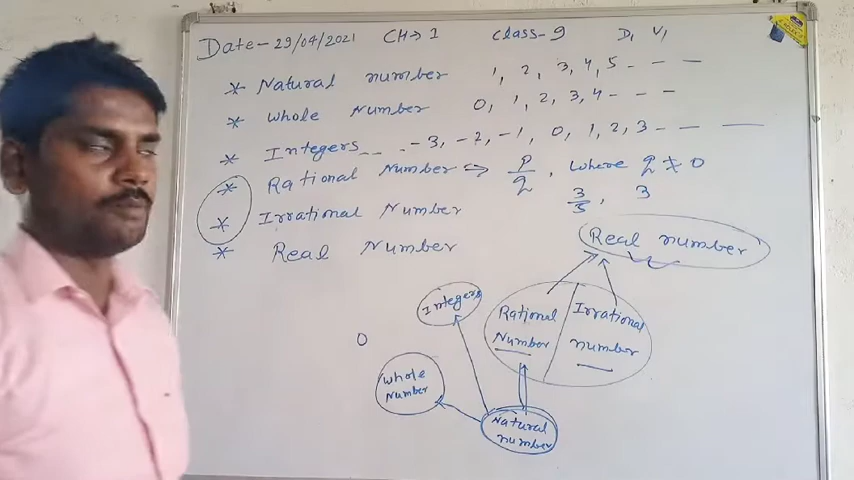 Date-29/04/2021 CH→1 Class-9 D.V.
* Natural number 1, 2, 3, 4, 5- - -
* Whole Number 0, 1, 2, 3, 4- - -
* Integers_ _ . -3, -2, -1, 0, 1, 2, 3- - —
* Rational Number ⇒ p/q, where q ≠ 0
3/5, 3
* Irrational Number
* Real Number
Real number
Integers
Rational Number
Irrational number
0
Whole Number
Natural number